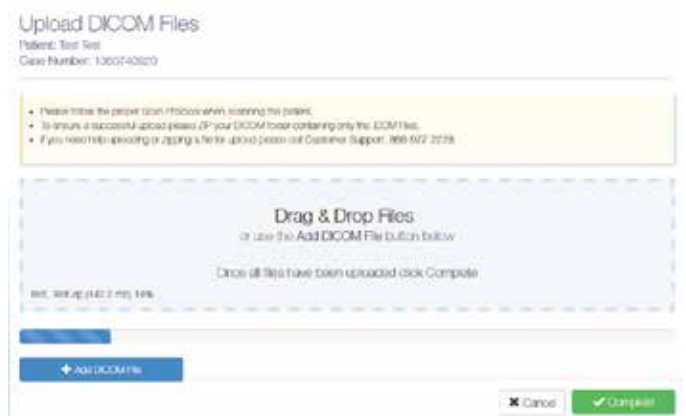 Upload DICOM Files
Patient: Test Test
Case Number:
Please follow the proper Scan Protocol when scanning the patient.
To ensure a successful upload please ZIP your DICOM folder containing only the DICOM files.
If you need help uploading or zipping a file for upload please call Customer Support:
Drag & Drop Files
or use the Add DICOM File button below
Once all files have been uploaded click Complete
Add DICOM File
Cancel
Complete